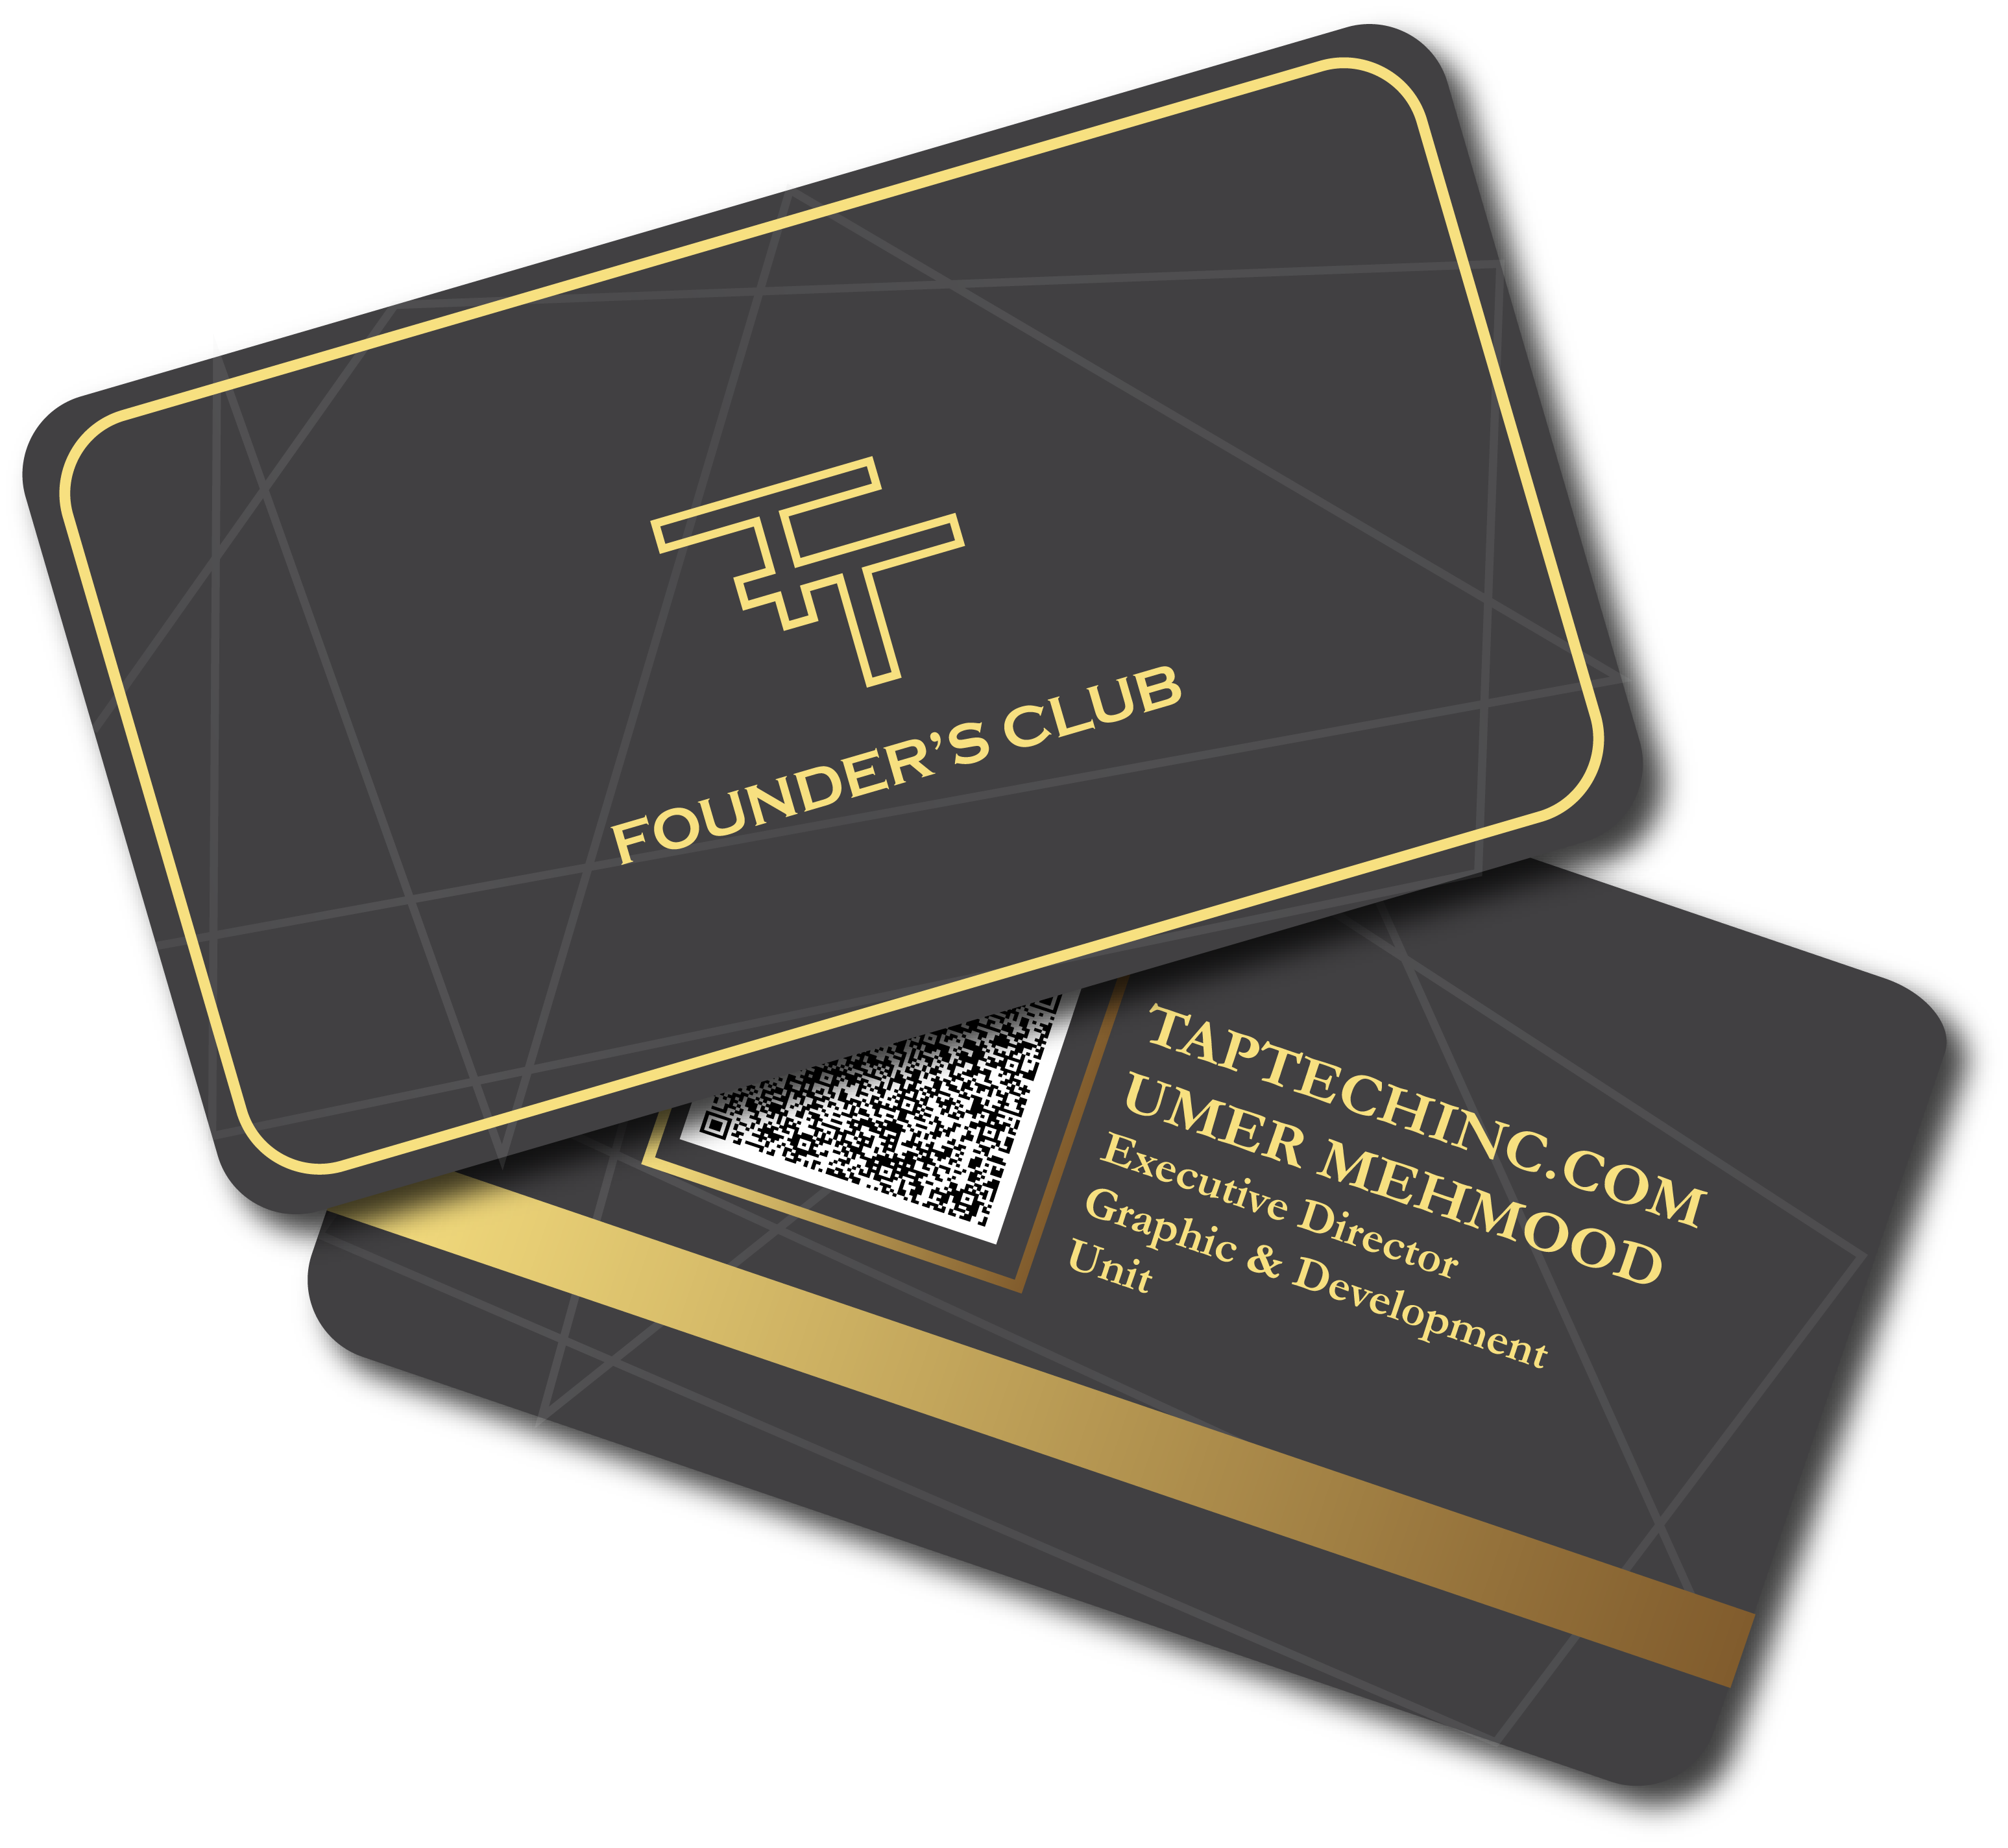 FOUNDER'S CLUB
TAPTECHINC.COM
UMER MEHMOOD
Executive Director
Graphic & Development
Unit